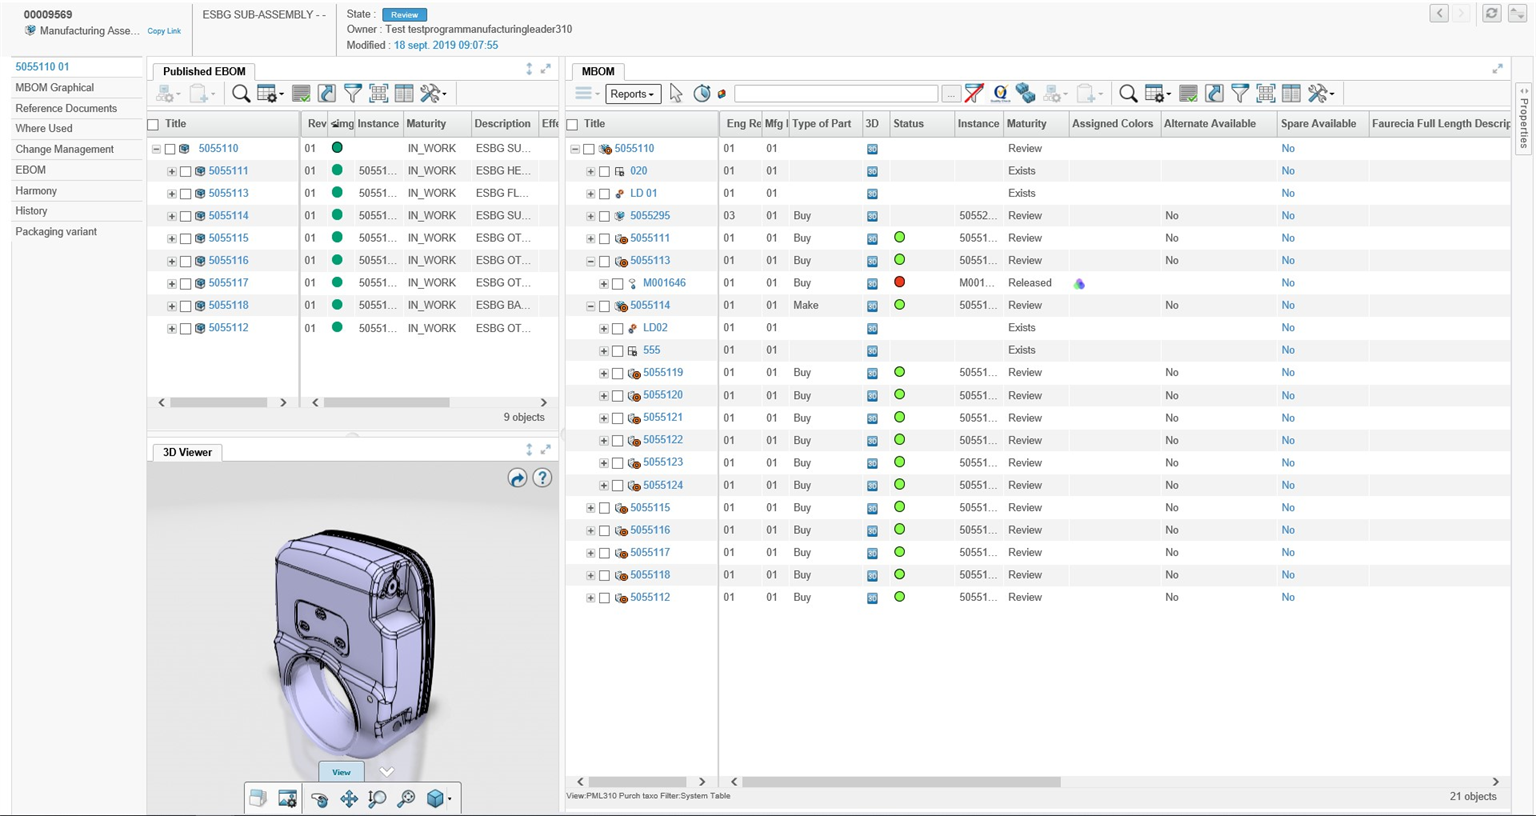 00009569
Manufacturing Asse... Copy Link
ESBG SUB-ASSEMBLY - -
State : Review
Owner : Test testprogrammanufacturingleader310
Modified : 18 sept. 2019 09:07:55
5055110 01
MBOM Graphical
Reference Documents
Where Used
Change Management
EBOM
Harmony
History
Packaging variant
Published EBOM
Title Rev Instance Maturity Description Effe
5055110 01 IN_WORK ESBG SU...
5055111 01 50551... IN_WORK ESBG HE...
5055113 01 50551... IN_WORK ESBG FL...
5055114 01 50551... IN_WORK ESBG SU...
5055115 01 50551... IN_WORK ESBG OT...
5055116 01 50551... IN_WORK ESBG OT...
5055117 01 50551... IN_WORK ESBG OT...
5055118 01 50551... IN_WORK ESBG BA...
5055112 01 50551... IN_WORK ESBG OT...
9 objects
3D Viewer
?
View
MBOM
Reports
...
Title Eng Re Mfg Type of Part 3D Status Instance Maturity Assigned Colors Alternate Available Spare Available Faurecia Full Length Descrip
5055110 01 01 3D Review No
020 01 01 3D Exists No
LD 01 01 01 3D Exists No
5055295 03 01 Buy 3D 50552... Review No No
5055111 01 01 Buy 3D 50551... Review No No
5055113 01 01 Buy 3D 50551... Review No No
M001646 01 01 Buy 3D M001... Released No
5055114 01 01 Make 3D 50551... Review No No
LD02 01 01 3D Exists No
555 01 01 3D Exists No
5055119 01 01 Buy 3D 50551... Review No No
5055120 01 01 Buy 3D 50551... Review No No
5055121 01 01 Buy 3D 50551... Review No No
5055122 01 01 Buy 3D 50551... Review No No
5055123 01 01 Buy 3D 50551... Review No No
5055124 01 01 Buy 3D 50551... Review No No
5055115 01 01 Buy 3D 50551... Review No No
5055116 01 01 Buy 3D 50551... Review No No
5055117 01 01 Buy 3D 50551... Review No No
5055118 01 01 Buy 3D 50551... Review No No
5055112 01 01 Buy 3D 50551... Review No No
View:PML310 Purch taxo Filter:System Table
21 objects
Properties